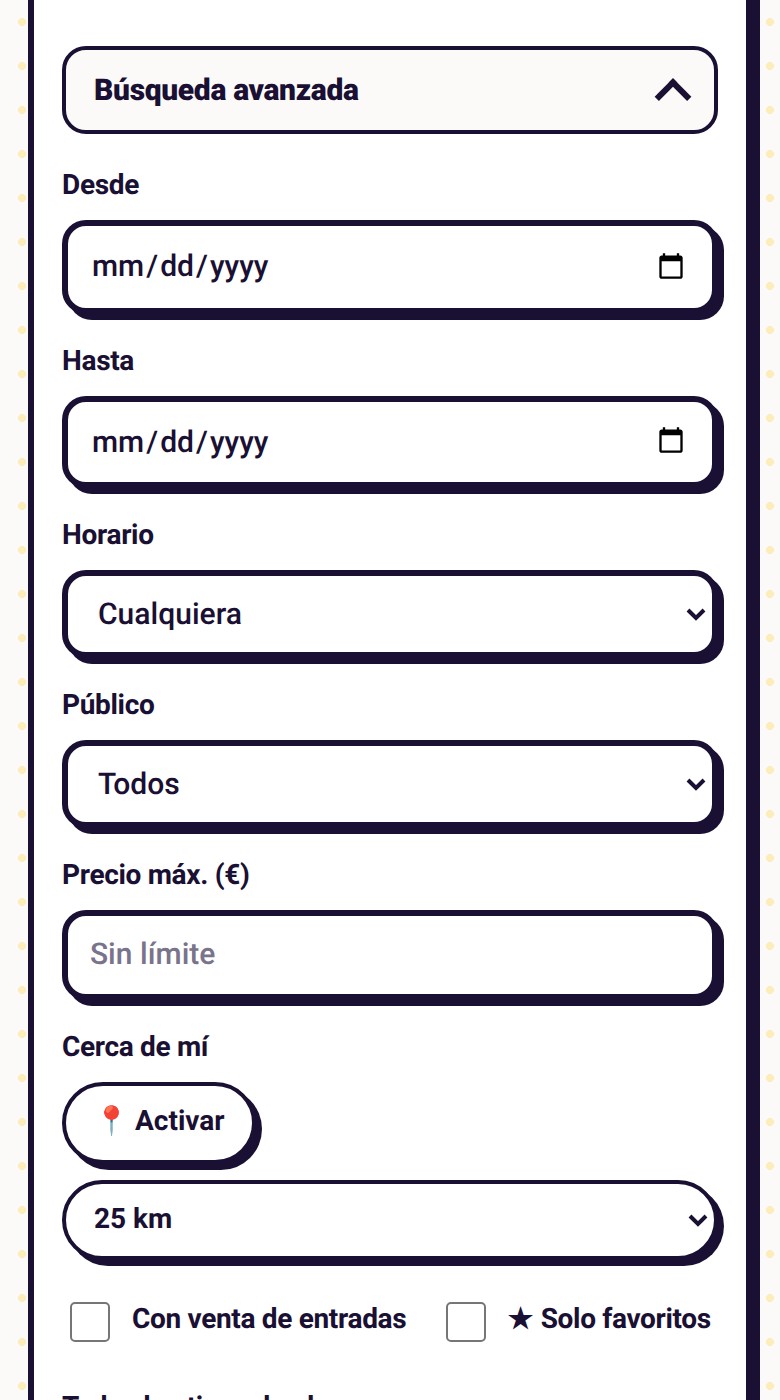 Búsqueda avanzada
Desde
mm/dd/yyyy
Hasta
mm/dd/yyyy
Horario
Cualquiera
Público
Todos
Precio máx. (€)
Sin límite
Cerca de mí
📍 Activar
25 km
Con venta de entradas ★ Solo favoritos